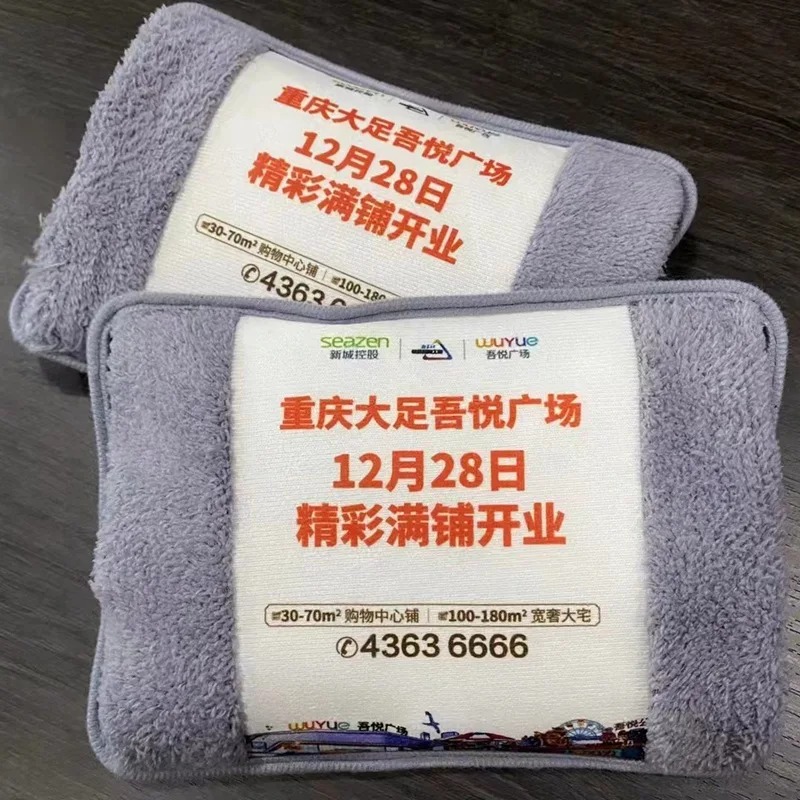 重庆大足吾悦广场
12月28日
精彩满铺开业
30-70m² 购物中心铺 | 100-180
✆4363
seazen
新城控股
wuyue
吾悦广场
重庆大足吾悦广场
12月28日
精彩满铺开业
30-70m² 购物中心铺 | 100-180m² 宽奢大宅
✆4363 6666
wuyue 吾悦广场
吾悦